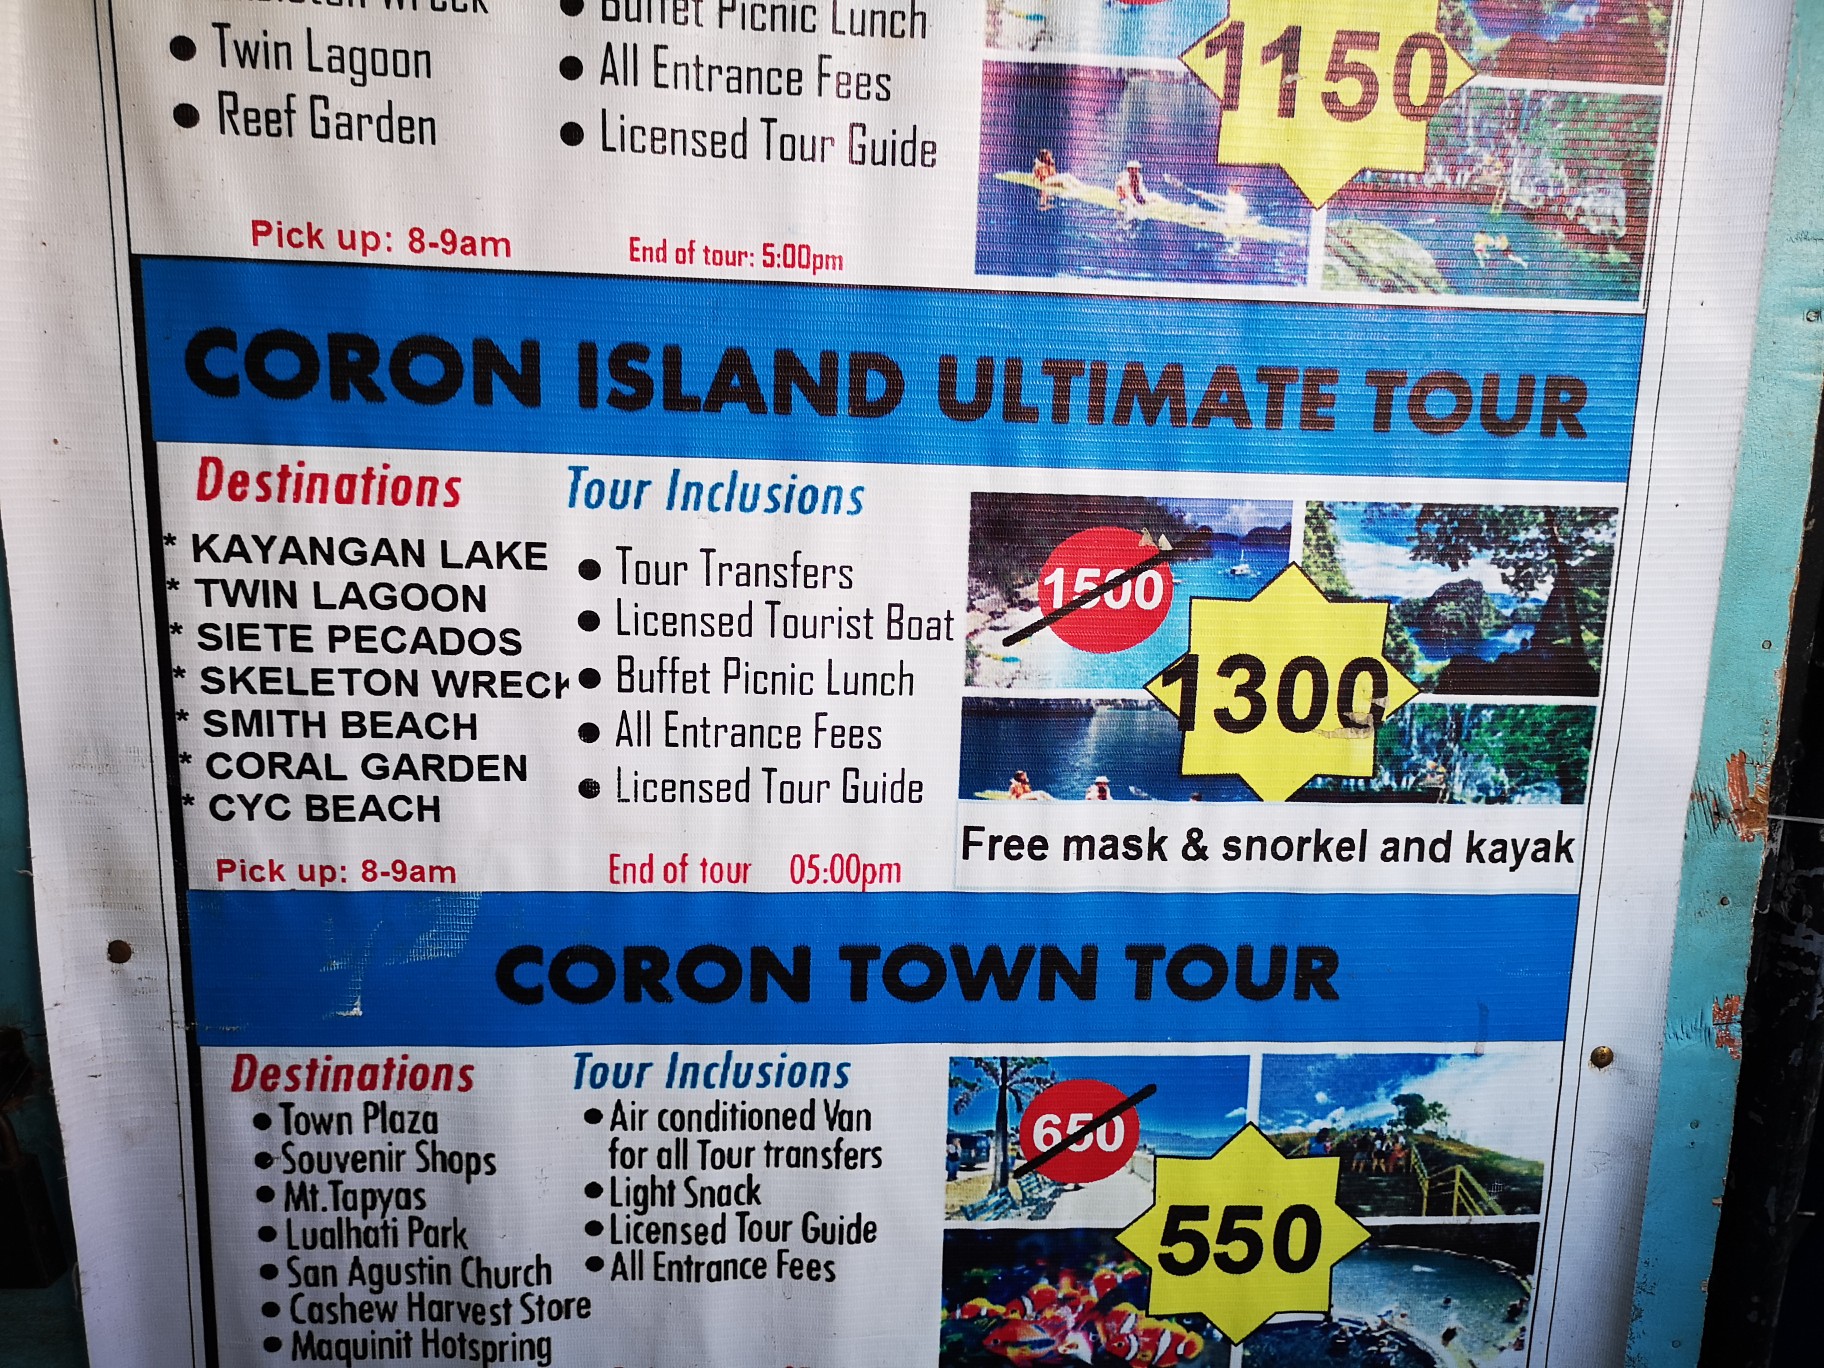 WRECK
• Twin Lagoon
• Reef Garden
• Buffet Picnic Lunch
• All Entrance Fees
• Licensed Tour Guide
1150
Pick up: 8-9am
End of tour: 5:00pm
CORON ISLAND ULTIMATE TOUR
Destinations
* KAYANGAN LAKE
* TWIN LAGOON
* SIETE PECADOS
* SKELETON WRECK
* SMITH BEACH
* CORAL GARDEN
* CYC BEACH
Tour Inclusions
• Tour Transfers
• Licensed Tourist Boat
• Buffet Picnic Lunch
• All Entrance Fees
• Licensed Tour Guide
1500
1300
Free mask & snorkel and kayak
Pick up: 8-9am
End of tour 05:00pm
CORON TOWN TOUR
Destinations
• Town Plaza
• Souvenir Shops
• Mt.Tapyas
• Lualhati Park
• San Agustin Church
• Cashew Harvest Store
• Maquinit Hotspring
Tour Inclusions
• Air conditioned Van
for all Tour transfers
• Light Snack
• Licensed Tour Guide
• All Entrance Fees
650
550